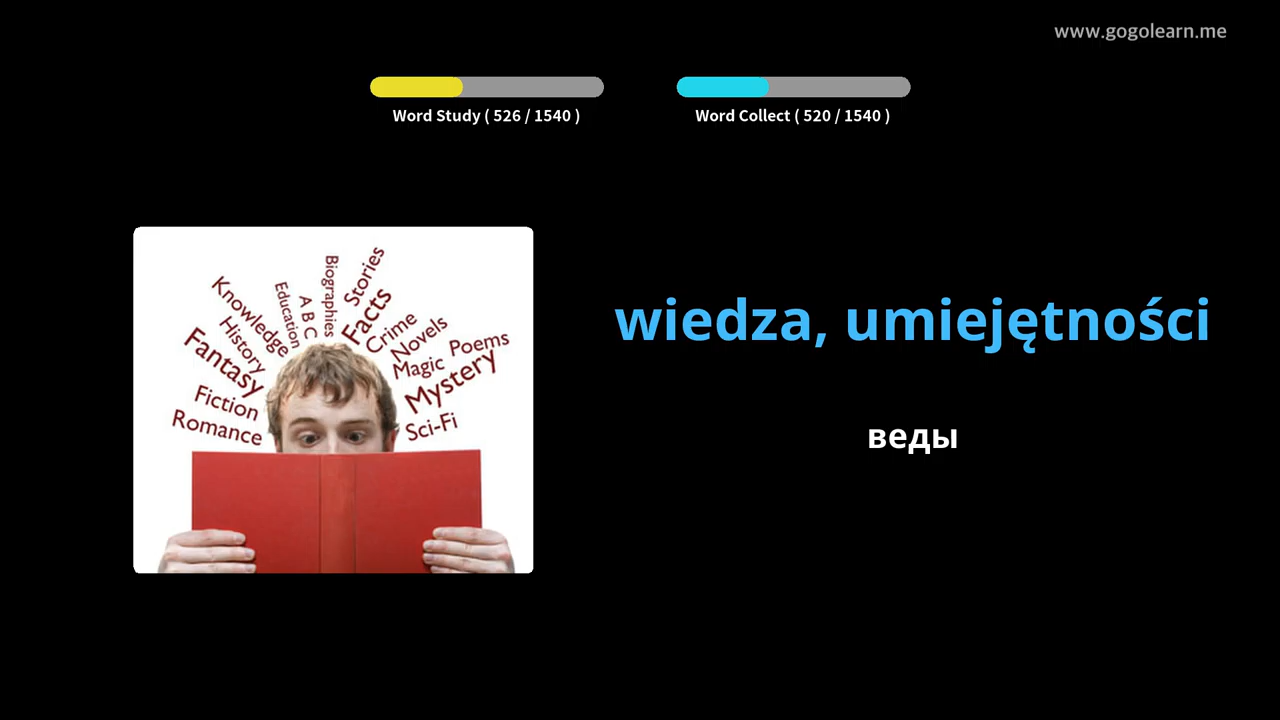 www.gogolearn.me
Word Study ( 526 / 1540 )
Word Collect ( 520 / 1540 )
Knowledge
History
Fantasy
Fiction
Romance
Education
A B C
Biographies
Stories
Facts
Crime
Novels
Magic
Poems
Mystery
Sci-Fi
wiedza, umiejętności
веды